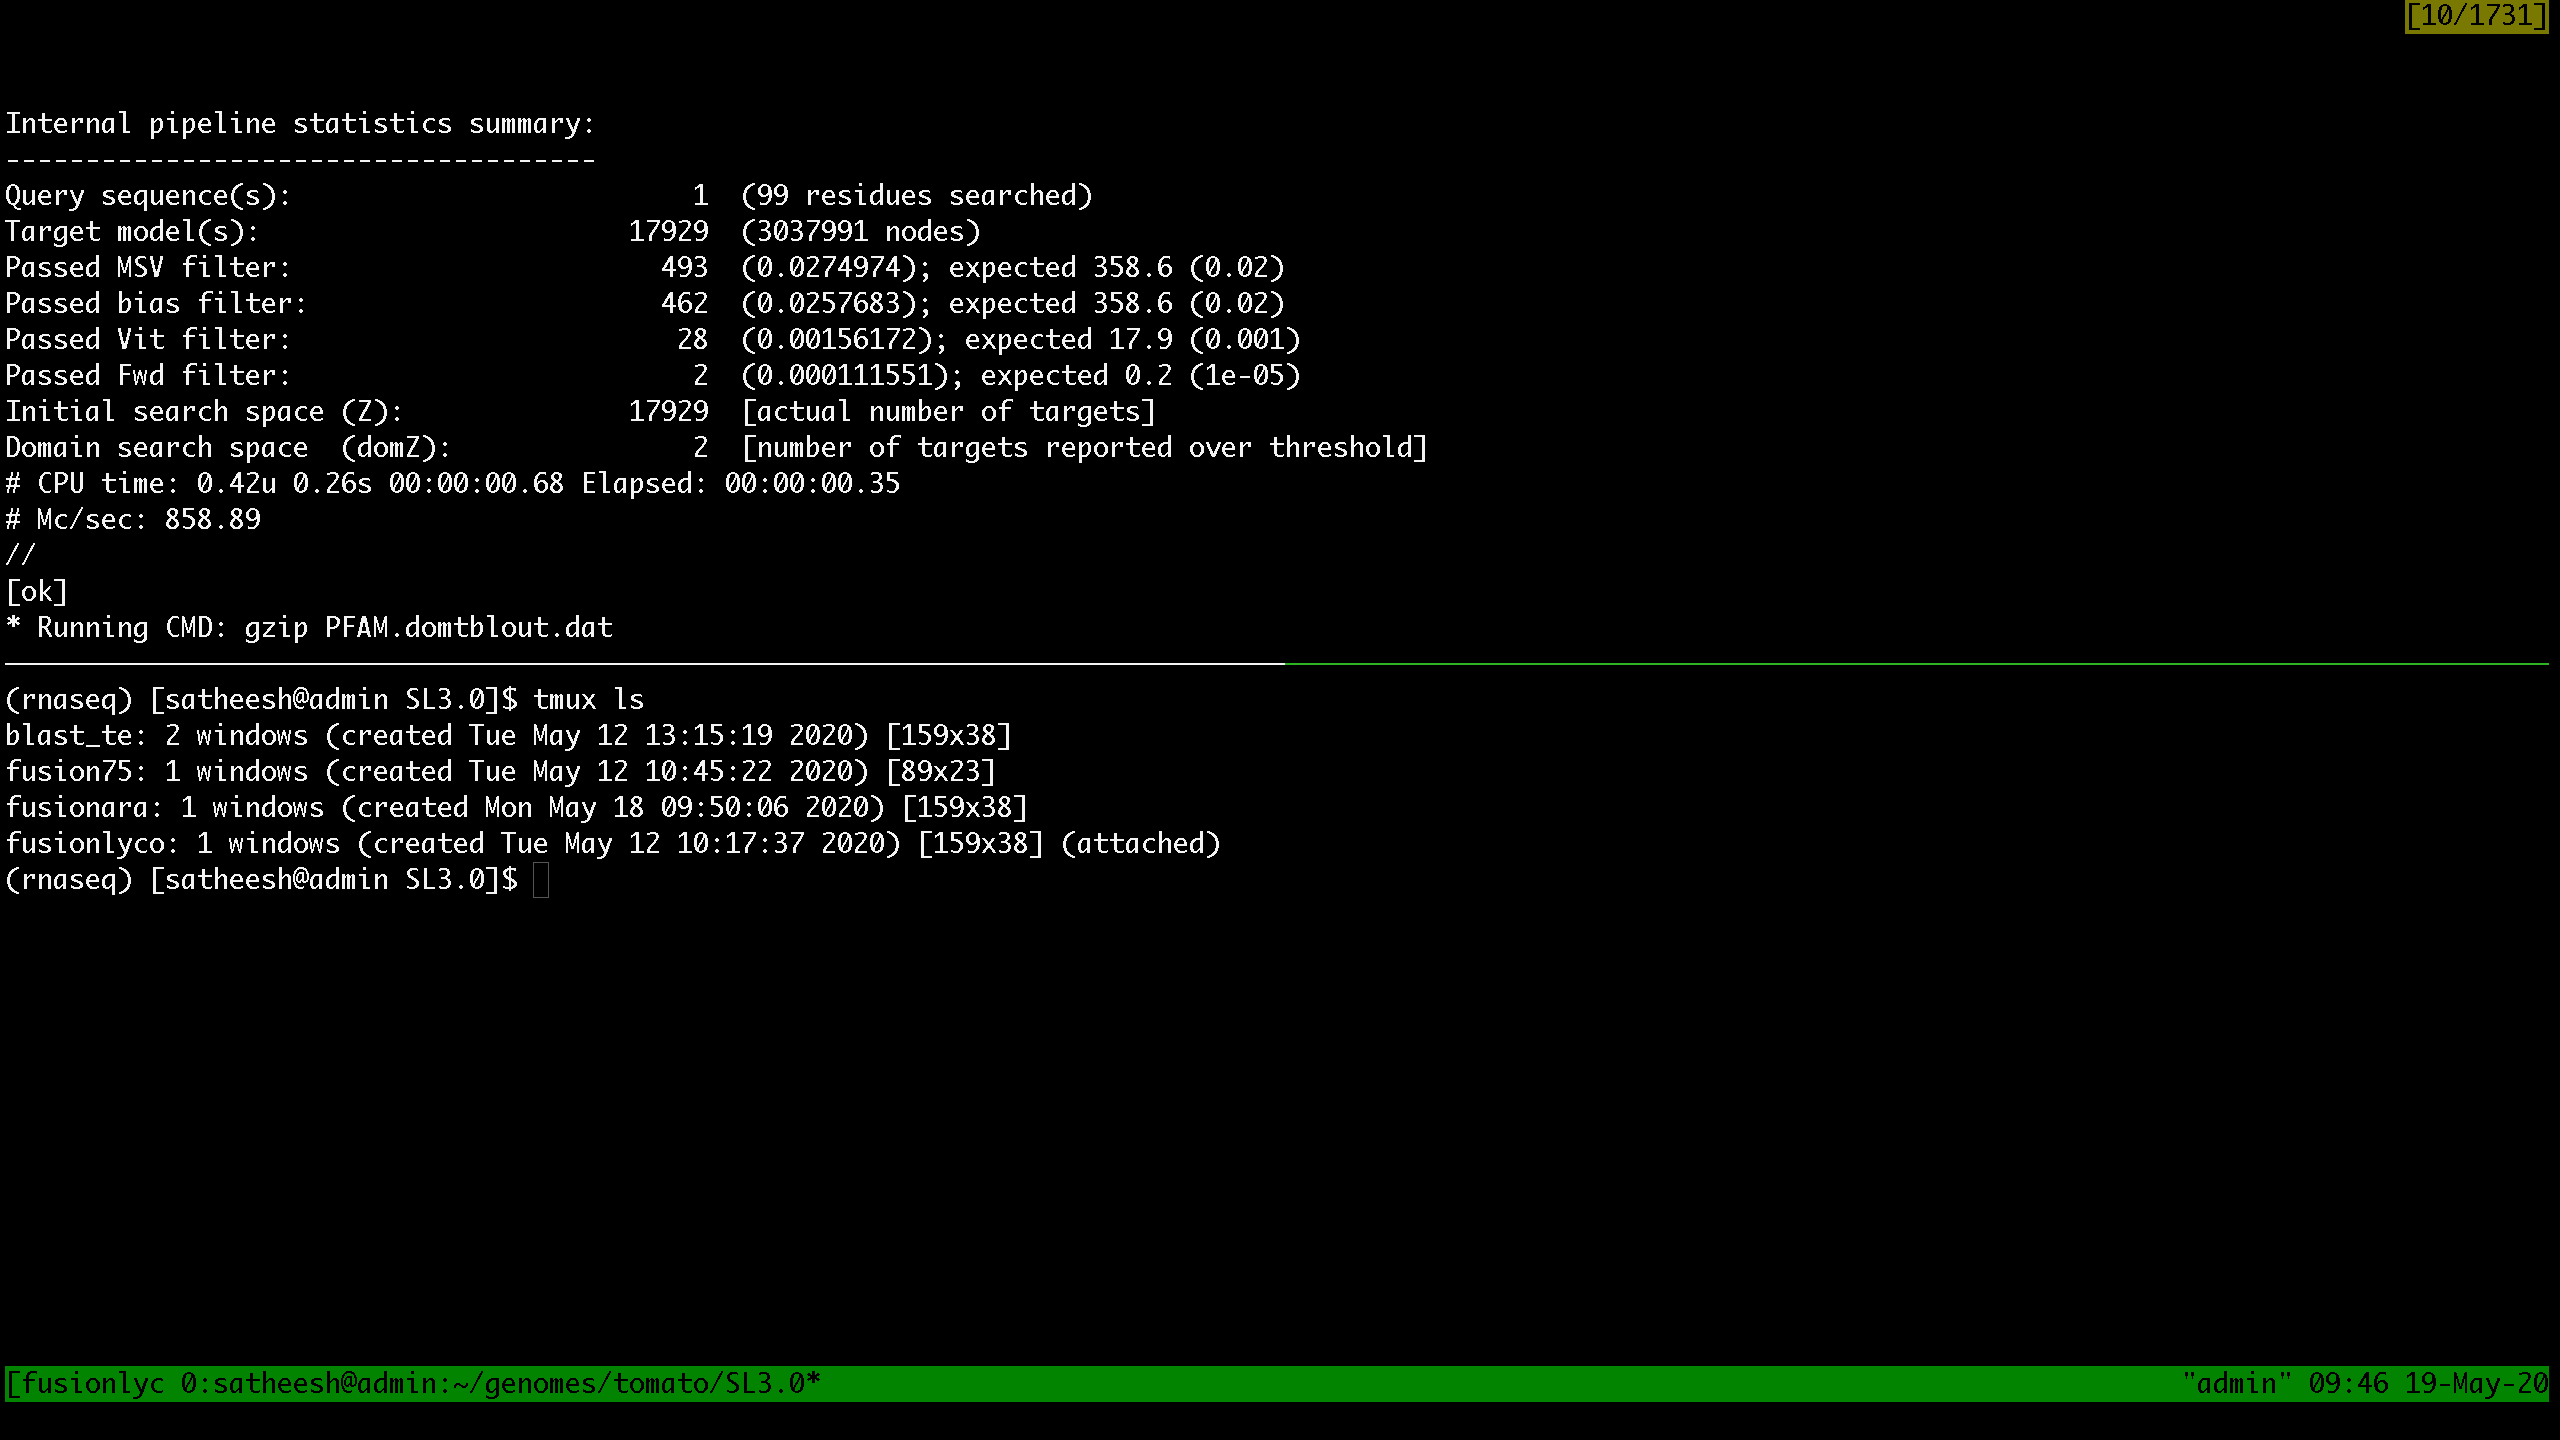 [10/1731]
Internal pipeline statistics summary:
-------------------------------------
Query sequence(s):                         1  (99 residues searched)
Target model(s):                       17929  (3037991 nodes)
Passed MSV filter:                       493  (0.0274974); expected 358.6 (0.02)
Passed bias filter:                      462  (0.0257683); expected 358.6 (0.02)
Passed Vit filter:                        28  (0.00156172); expected 17.9 (0.001)
Passed Fwd filter:                         2  (0.000111551); expected 0.2 (1e-05)
Initial search space (Z):              17929  [actual number of targets]
Domain search space  (domZ):               2  [number of targets reported over threshold]
# CPU time: 0.42u 0.26s 00:00:00.68 Elapsed: 00:00:00.35
# Mc/sec: 858.89
//
[ok]
* Running CMD: gzip PFAM.domtblout.dat
(rnaseq) [satheesh@admin SL3.0]$ tmux ls
blast_te: 2 windows (created Tue May 12 13:15:19 2020) [159x38]
fusion75: 1 windows (created Tue May 12 10:45:22 2020) [89x23]
fusionara: 1 windows (created Mon May 18 09:50:06 2020) [159x38]
fusionlyco: 1 windows (created Tue May 12 10:17:37 2020) [159x38] (attached)
(rnaseq) [satheesh@admin SL3.0]$
[fusionlyc 0:satheesh@admin:~/genomes/tomato/SL3.0* "admin" 09:46 19-May-20